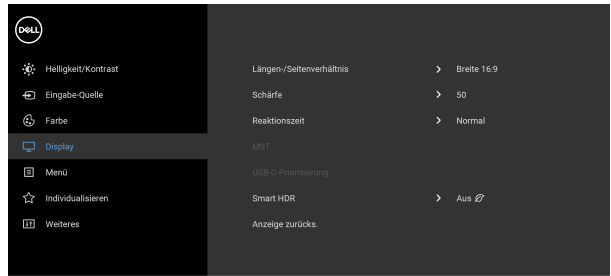 DELL
Helligkeit/Kontrast
Eingabe-Quelle
Farbe
Display
Menü
Individualisieren
Weiteres
Längen-/Seitenverhältnis Breite 16:9
Schärfe 50
Reaktionszeit Normal
MST
USB-C-Priorisierung
Smart HDR Aus
Anzeige zurücks.